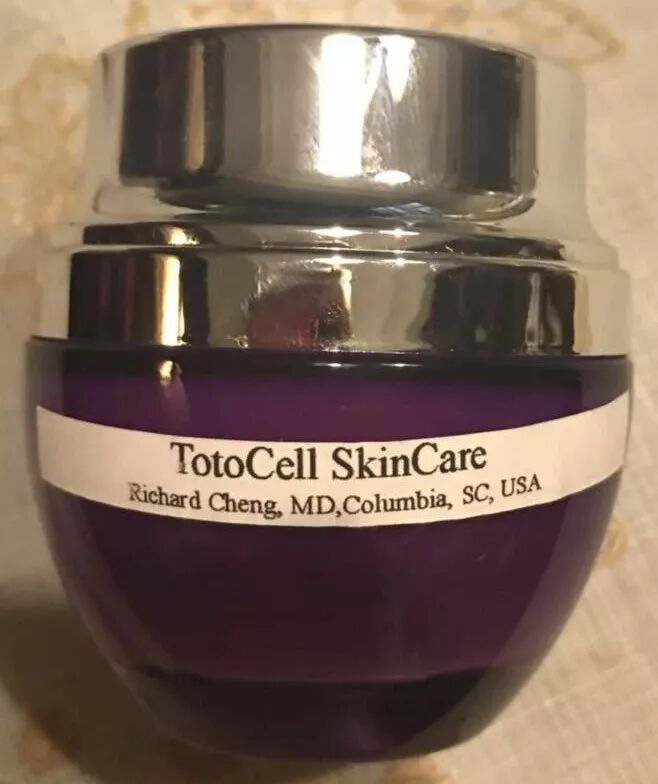 TotoCell SkinCare
Richard Cheng, MD,Columbia, SC, USA